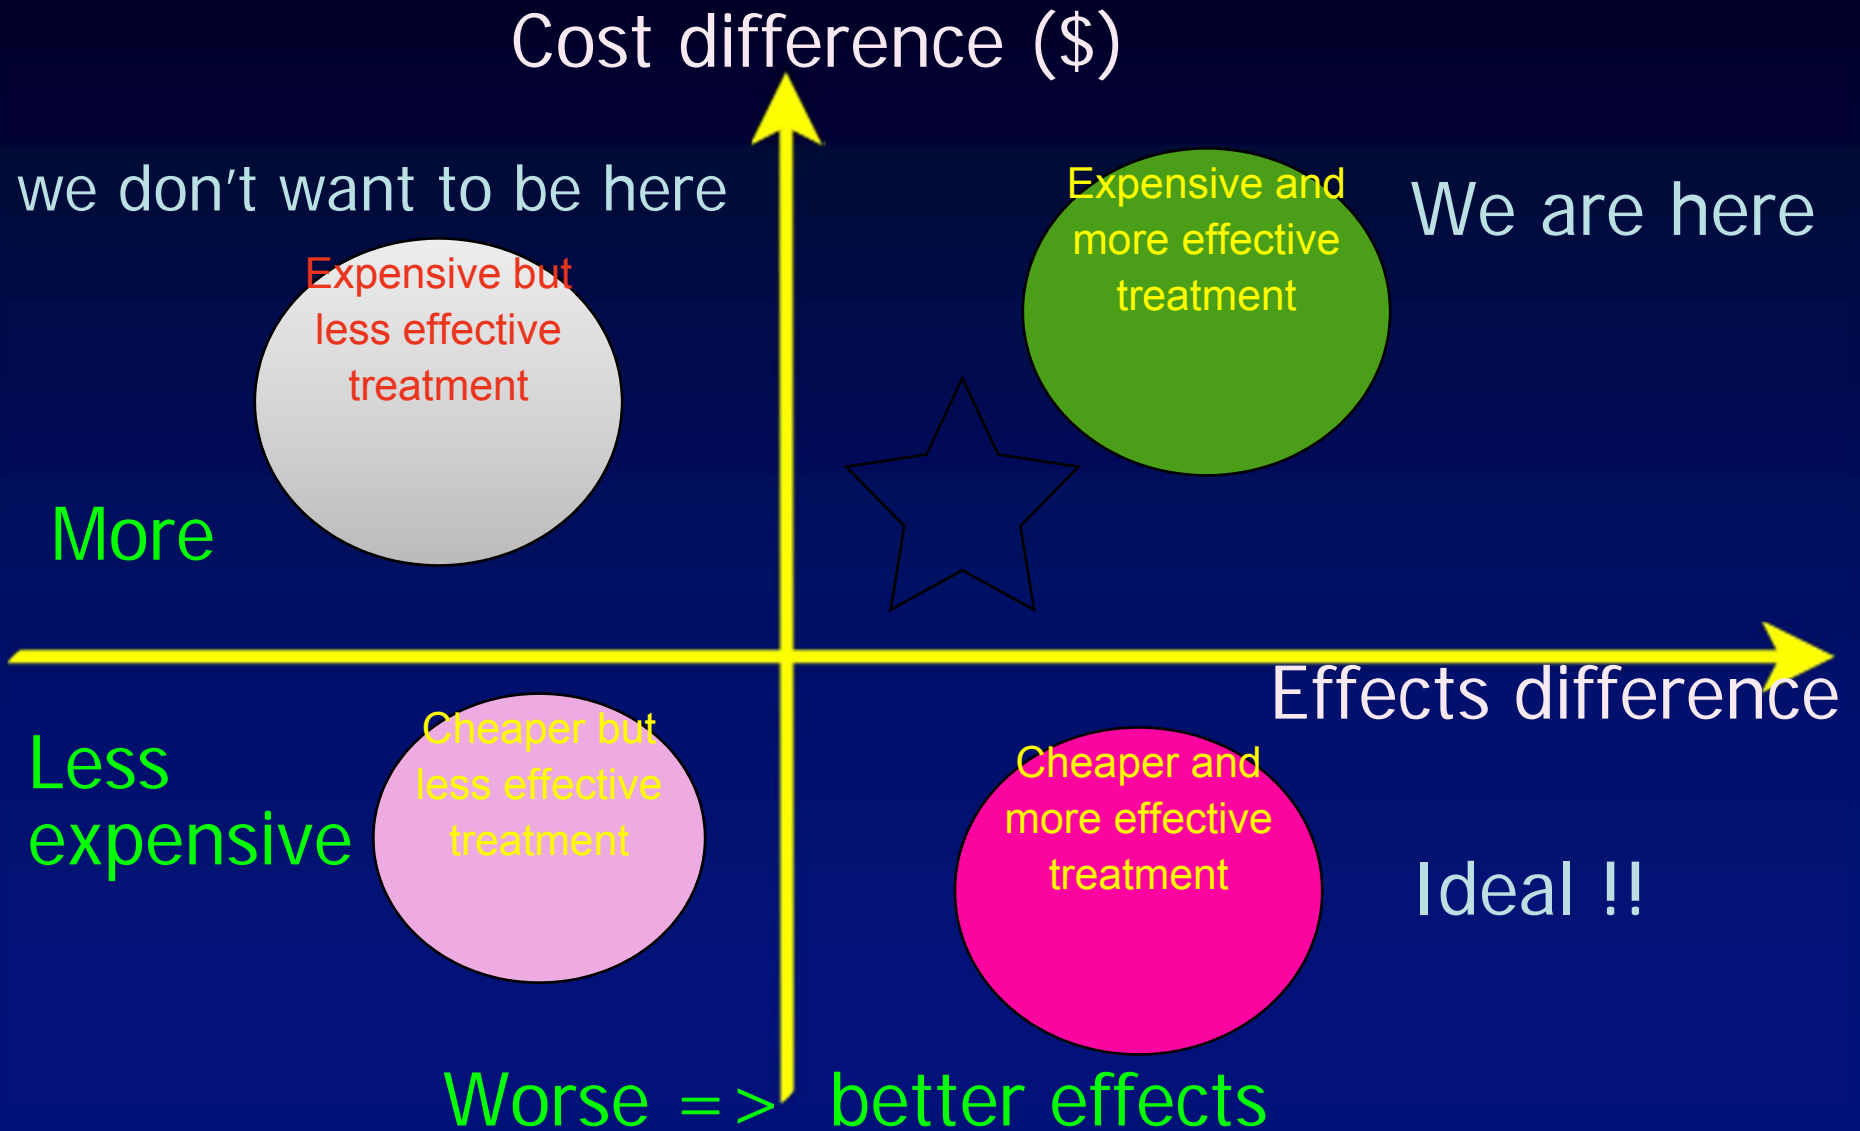 Cost difference ($)
we don't want to be here
Expensive and
more effective
treatment
We are here
Expensive but
less effective
treatment
More
Effects difference
Less
expensive
Cheaper but
less effective
treatment
Cheaper and
more effective
treatment
Ideal !!
Worse => better effects